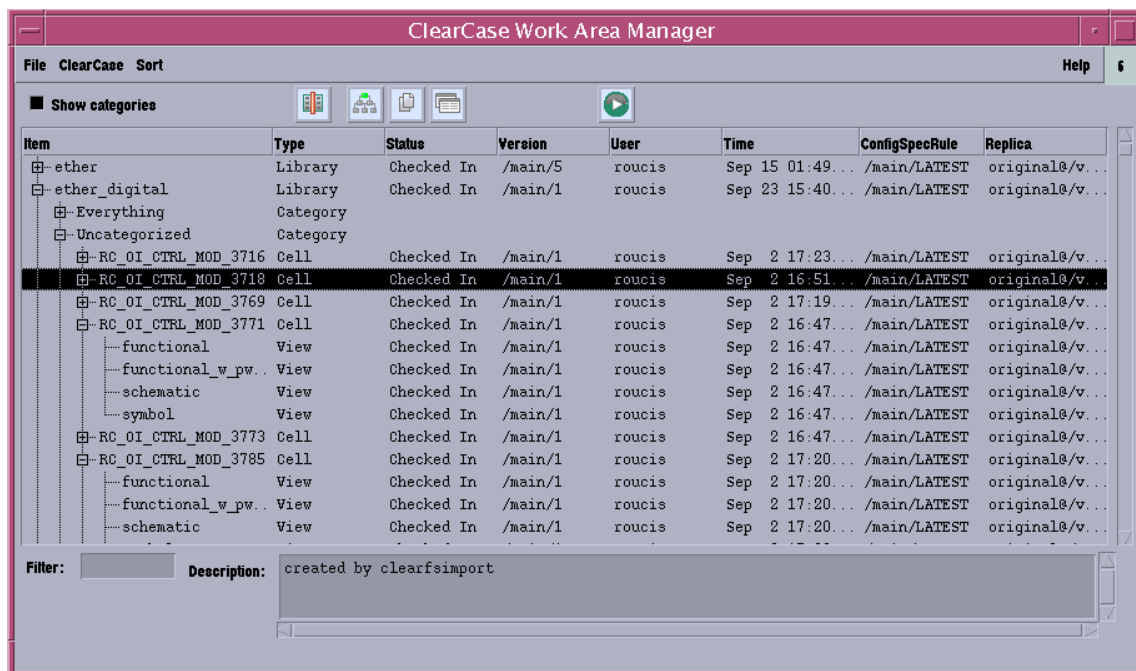 ClearCase Work Area Manager
File ClearCase Sort Help 6
Show categories
Item Type Status Version User Time ConfigSpecRule Replica
ether Library Checked In /main/5 roucis Sep 15 01:49... /main/LATEST original@/v...
ether_digital Library Checked In /main/1 roucis Sep 23 15:40... /main/LATEST original@/v...
Everything Category
Uncategorized Category
RC_OI_CTRL_MOD_3716 Cell Checked In /main/1 roucis Sep 2 17:23... /main/LATEST original@/v...
RC_OI_CTRL_MOD_3718 Cell Checked In /main/1 roucis Sep 2 16:51... /main/LATEST original@/v...
RC_OI_CTRL_MOD_3769 Cell Checked In /main/1 roucis Sep 2 17:19... /main/LATEST original@/v...
RC_OI_CTRL_MOD_3771 Cell Checked In /main/1 roucis Sep 2 16:47... /main/LATEST original@/v...
functional View Checked In /main/1 roucis Sep 2 16:47... /main/LATEST original@/v...
functional_w_pw.. View Checked In /main/1 roucis Sep 2 16:47... /main/LATEST original@/v...
schematic View Checked In /main/1 roucis Sep 2 16:47... /main/LATEST original@/v...
symbol View Checked In /main/1 roucis Sep 2 16:47... /main/LATEST original@/v...
RC_OI_CTRL_MOD_3773 Cell Checked In /main/1 roucis Sep 2 16:47... /main/LATEST original@/v...
RC_OI_CTRL_MOD_3785 Cell Checked In /main/1 roucis Sep 2 17:20... /main/LATEST original@/v...
functional View Checked In /main/1 roucis Sep 2 17:20... /main/LATEST original@/v...
functional_w_pw.. View Checked In /main/1 roucis Sep 2 17:20... /main/LATEST original@/v...
schematic View Checked In /main/1 roucis Sep 2 17:20... /main/LATEST original@/v...
Filter: Description: created by clearfsimport